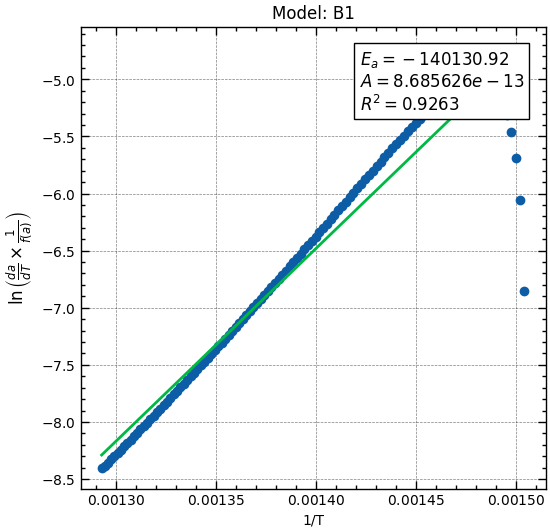 Model: B1
E_a = −140130.92
A = 8.685626e − 13
R^2 = 0.9263
ln (da/dT × 1/f(a))
−5.0
−5.5
−6.0
−6.5
−7.0
−7.5
−8.0
−8.5
0.00130 0.00135 0.00140 0.00145 0.00150
1/T